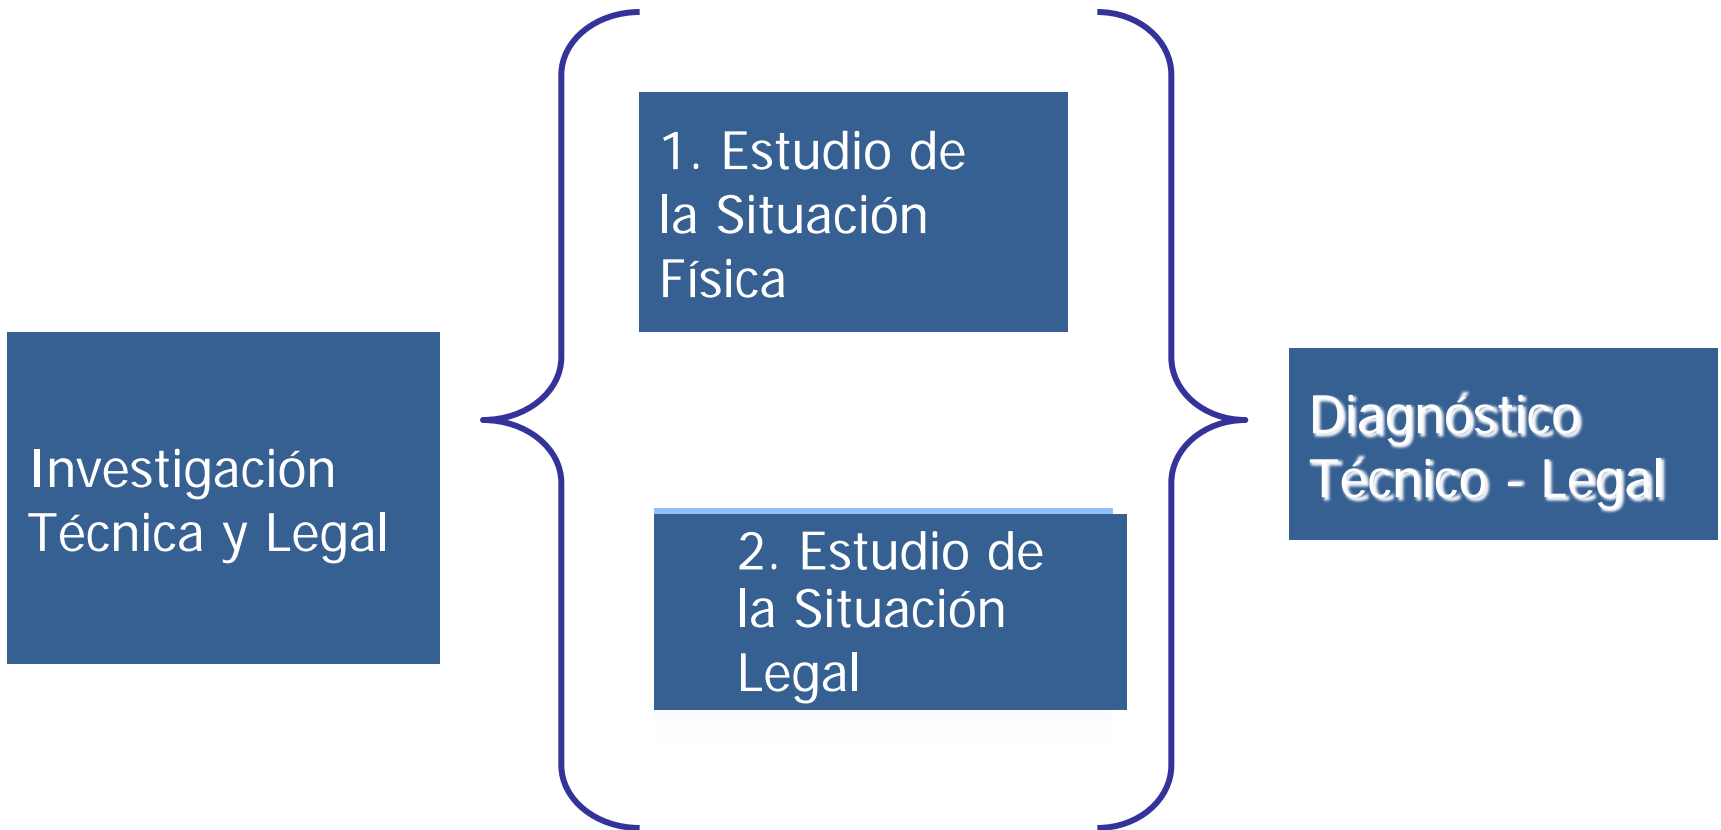 Investigación
Técnica y Legal
1. Estudio de
la Situación
Física
2. Estudio de
la Situación
Legal
Diagnóstico
Técnico - Legal